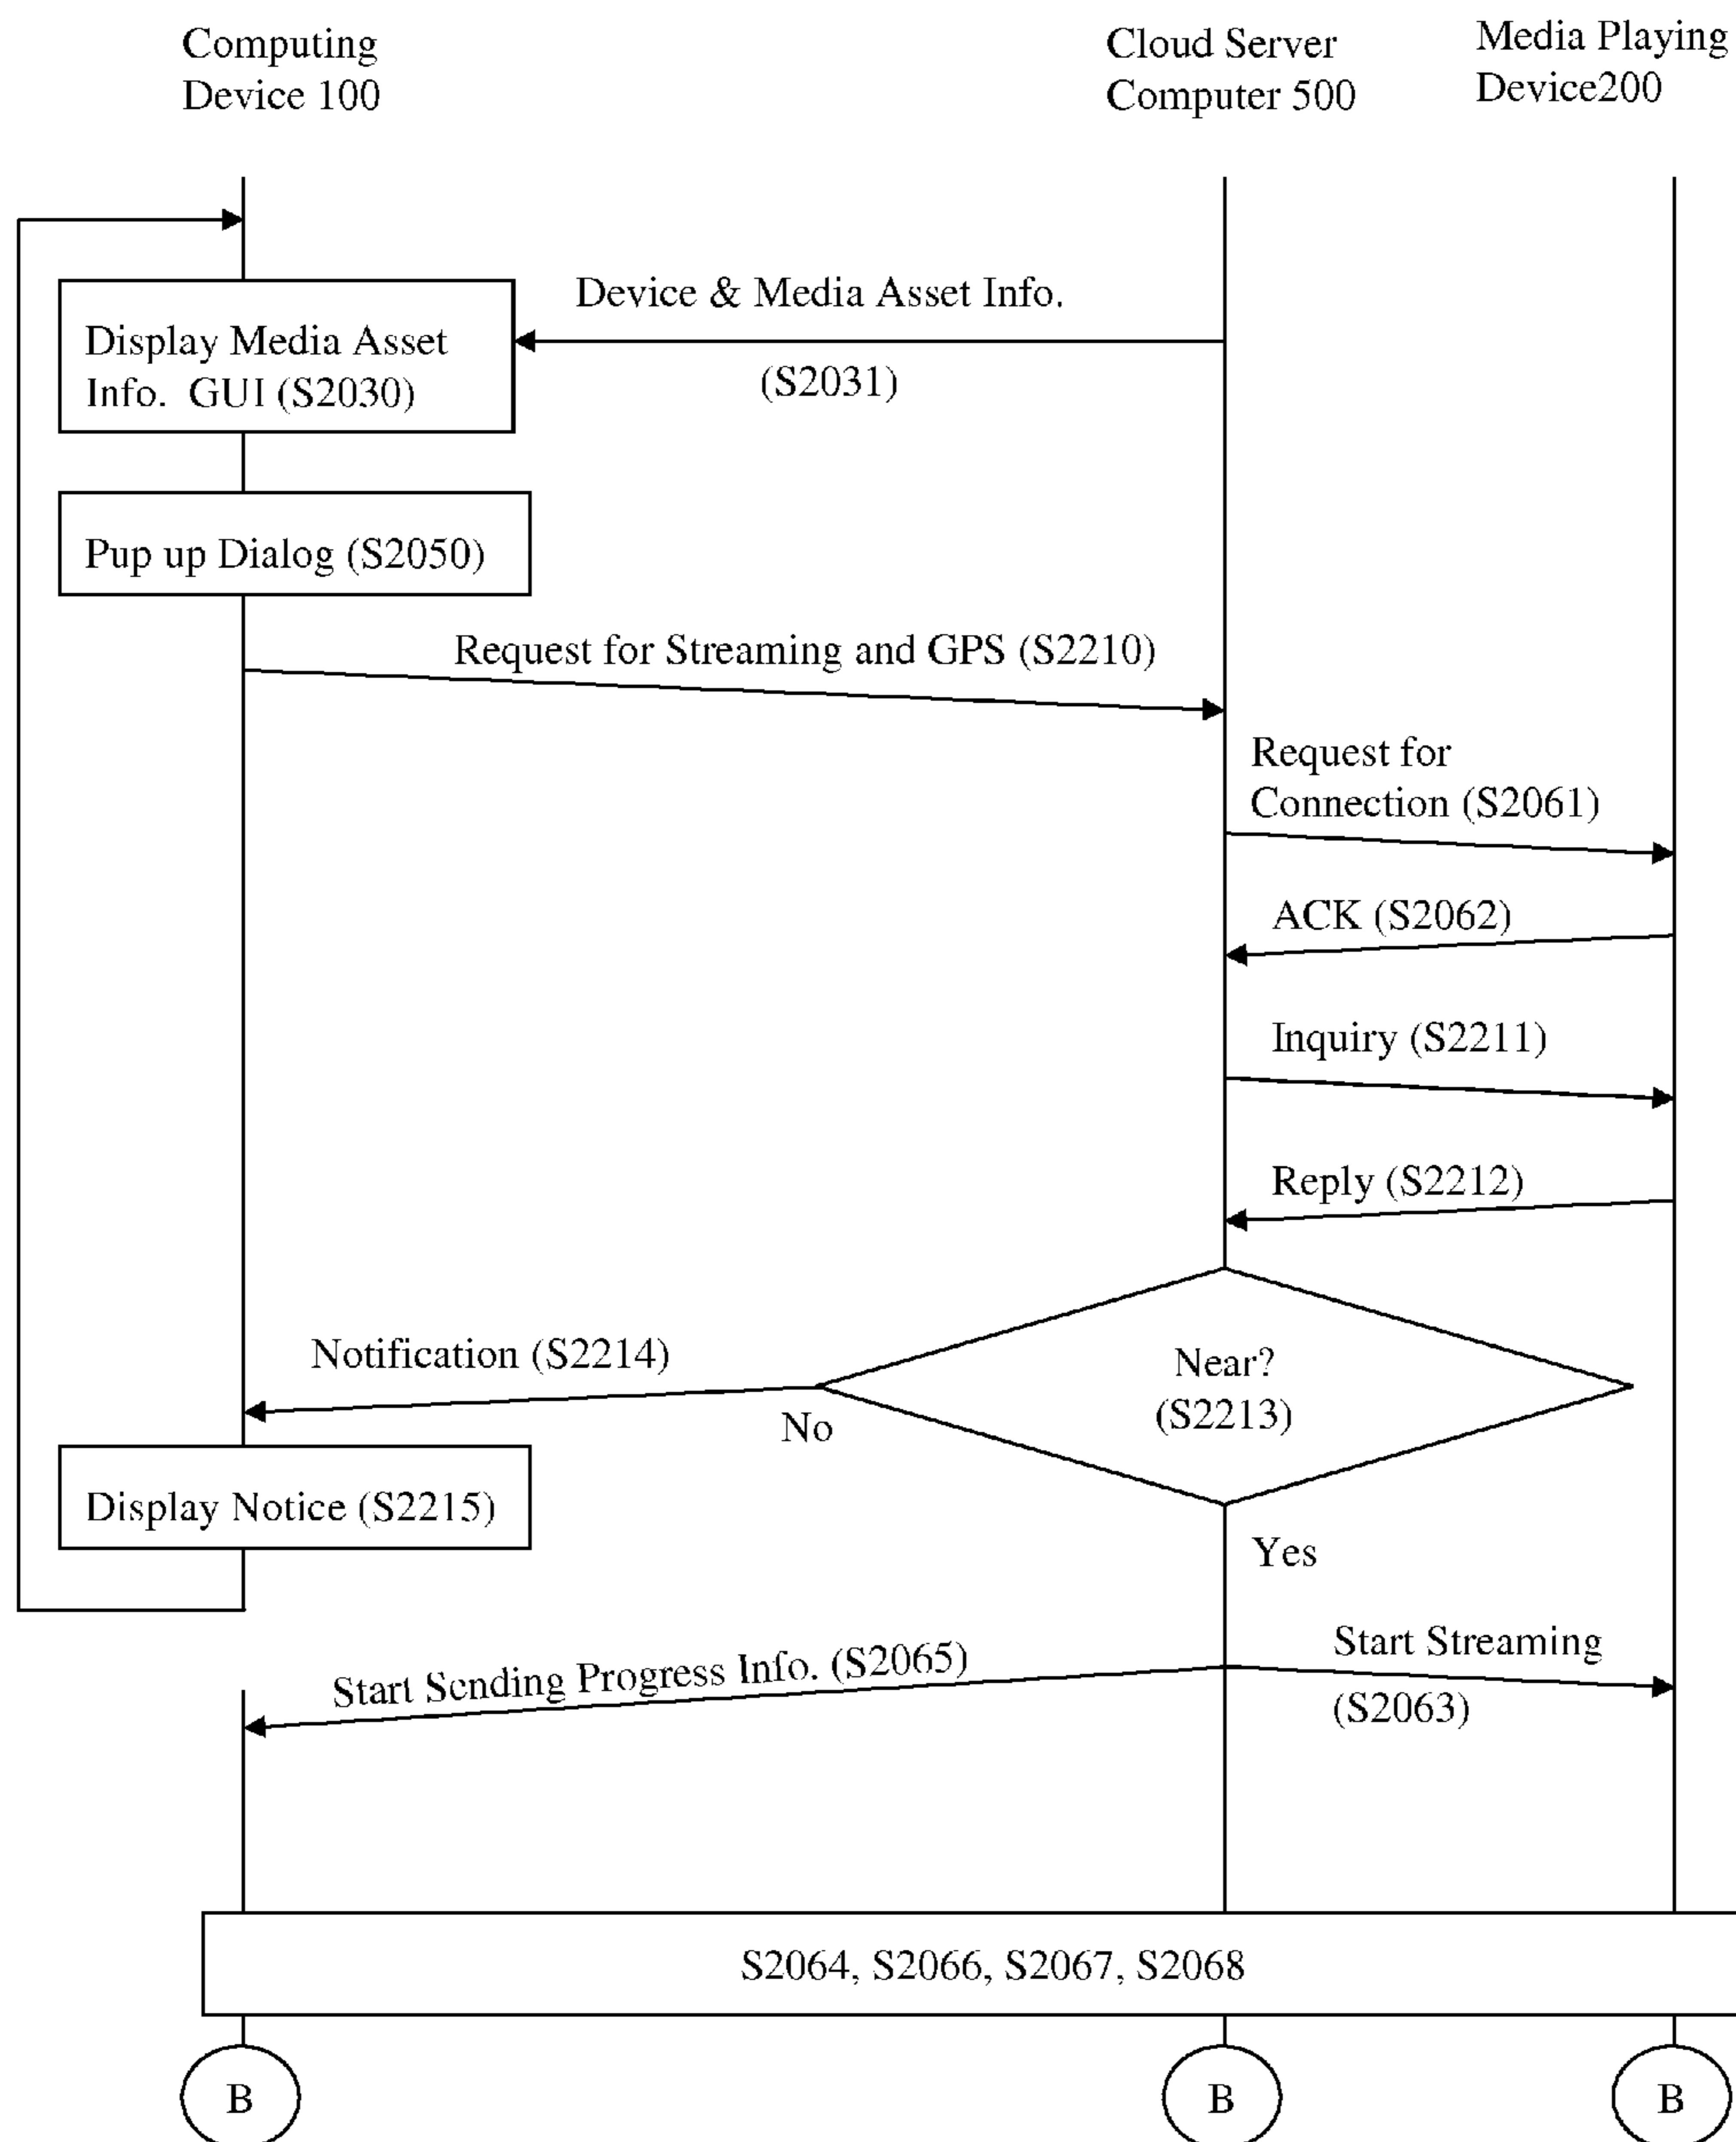 Computing
Device 100
Cloud Server
Computer 500
Media Playing
Device200
Device & Media Asset Info.
(S2031)
Display Media Asset
Info. GUI (S2030)
Pup up Dialog (S2050)
Request for Streaming and GPS (S2210)
Request for
Connection (S2061)
ACK (S2062)
Inquiry (S2211)
Reply (S2212)
Near?
(S2213)
Notification (S2214)
No
Display Notice (S2215)
Yes
Start Sending Progress Info. (S2065)
Start Streaming
(S2063)
S2064, S2066, S2067, S2068
B
B
B